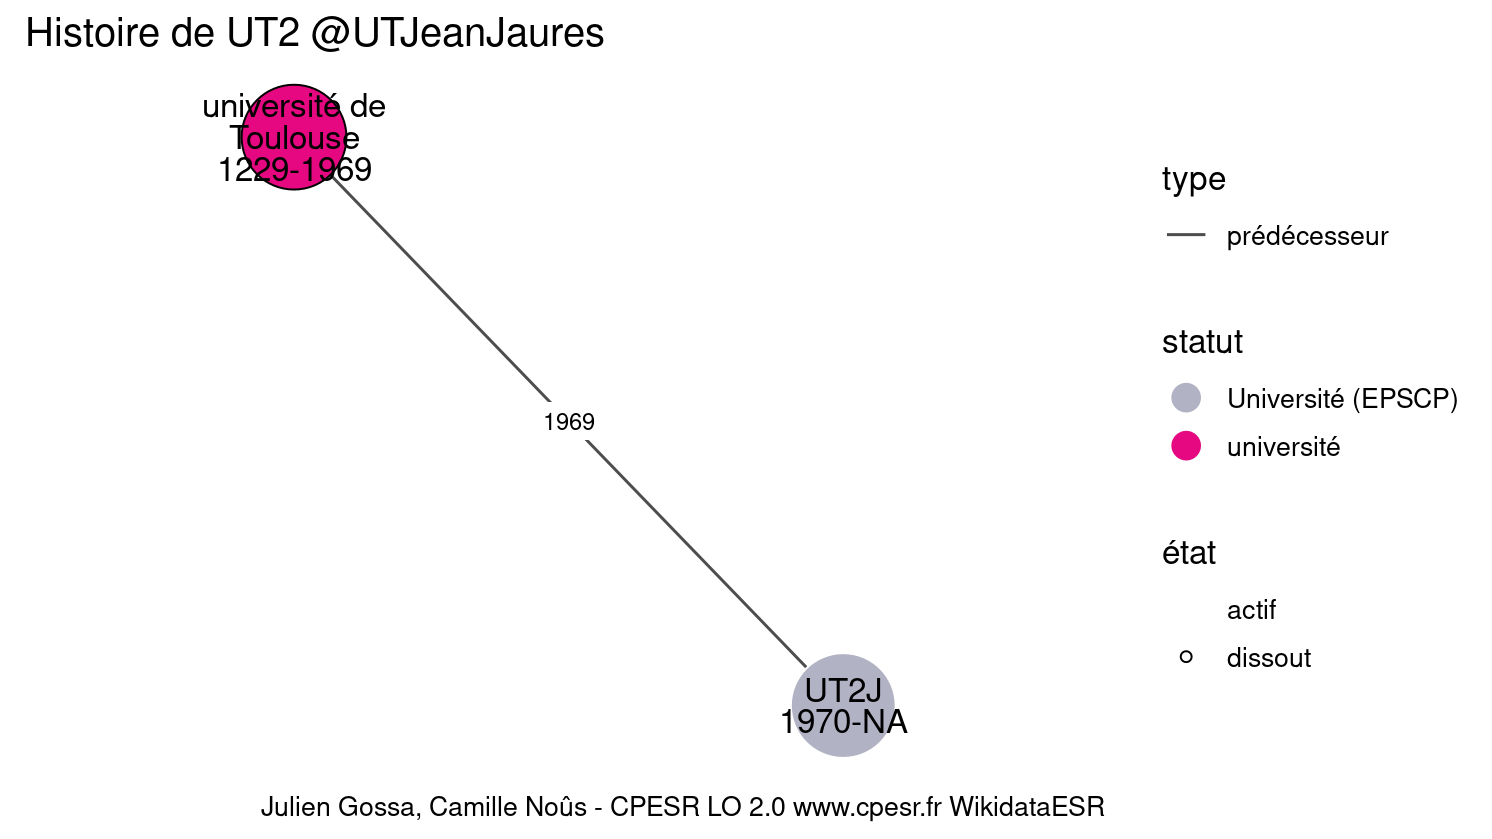 Histoire de UT2 @UTJeanJaures
université de
Toulouse
1229-1969
1969
UT2J
1970-NA
type
prédécesseur
statut
Université (EPSCP)
université
état
actif
dissout
Julien Gossa, Camille Noûs - CPESR LO 2.0 www.cpesr.fr WikidataESR